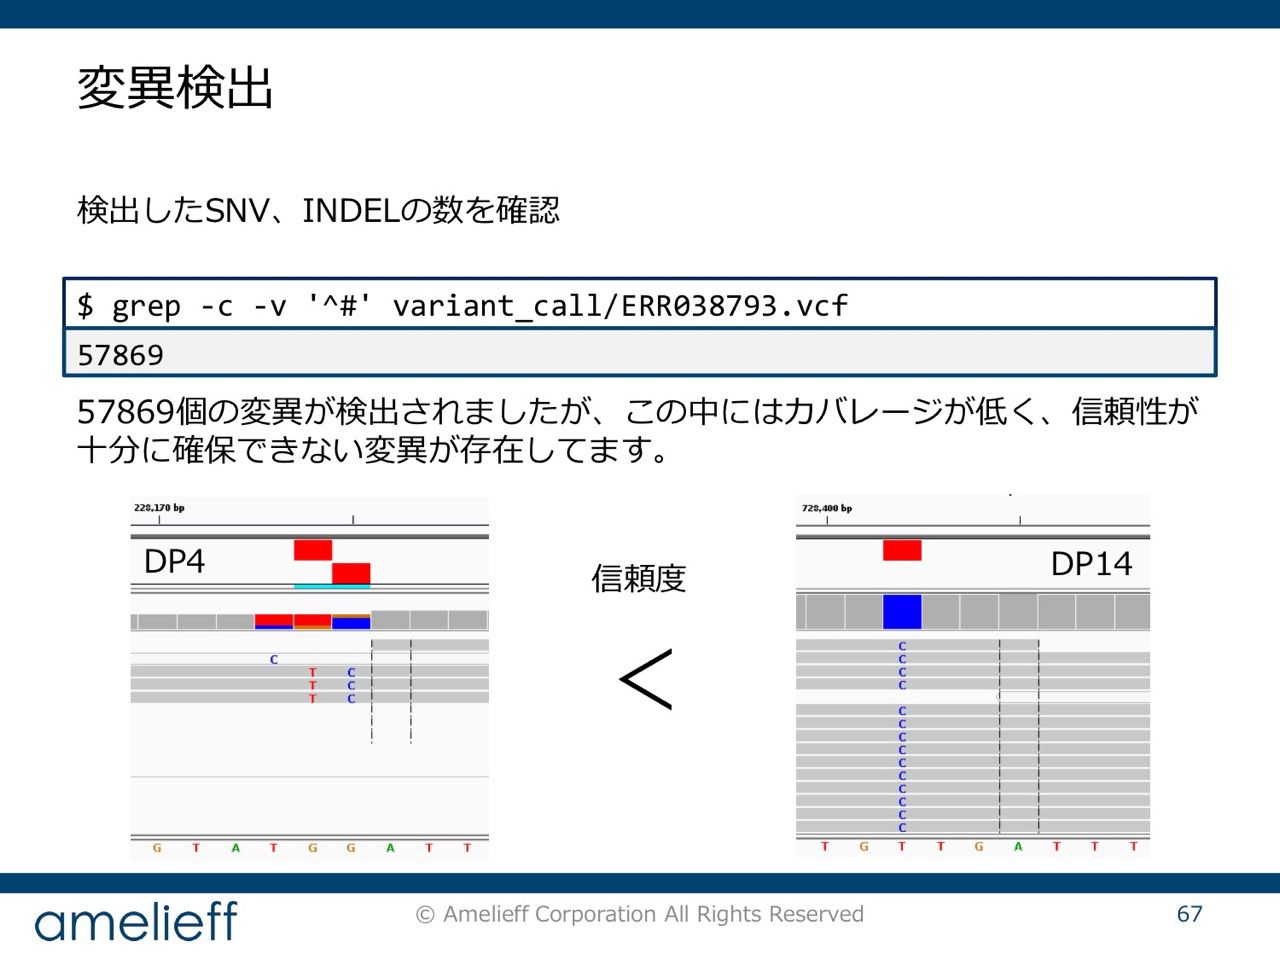 変異検出
検出したSNV、INDELの数を確認
$ grep -c -v '^#' variant_call/ERR038793.vcf
57869
57869個の変異が検出されましたが、この中にはカバレージが低く、信頼性が
十分に確保できない変異が存在してます。
228,170 bp
DP4
C
T C
T C
T C
G T A T G G A T T
信頼度
<
728,400 bp
DP14
C
C
C
C
C
C
C
C
C
C
C
C
C
C
T G T T G A T T T
amelieff
© Amelieff Corporation All Rights Reserved
67